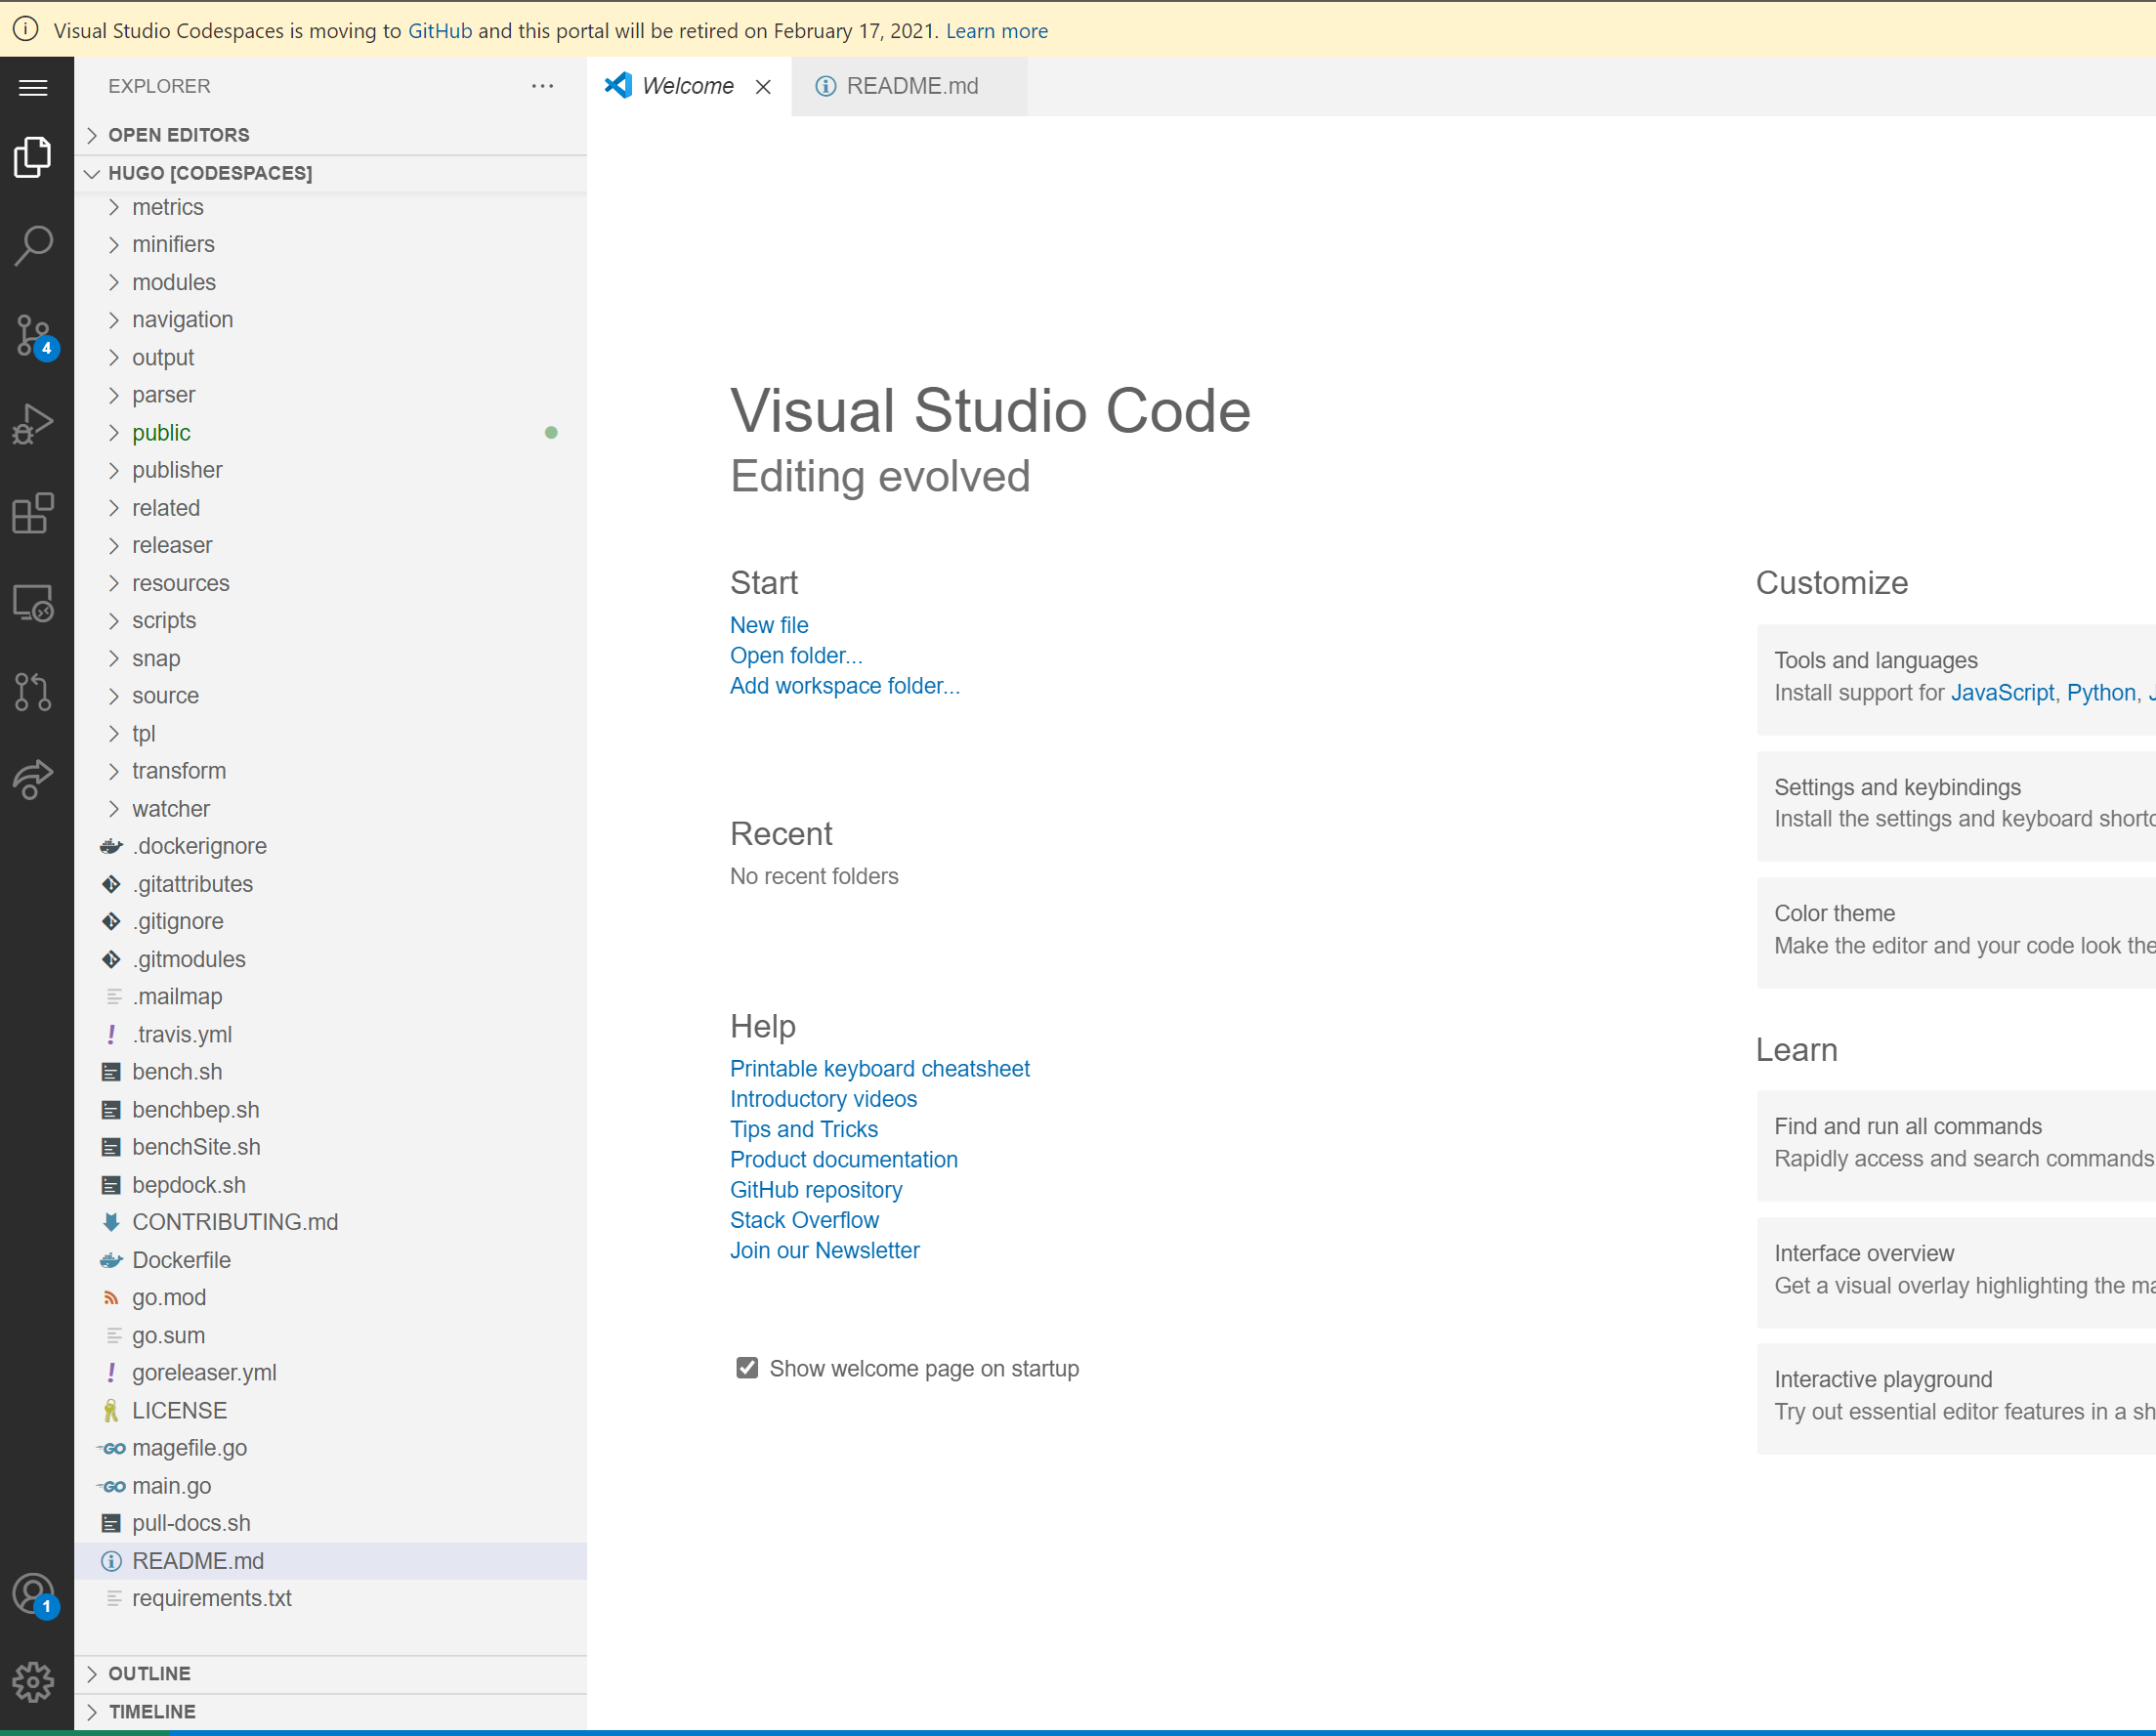 Visual Studio Codespaces is moving to GitHub and this portal will be retired on February 17, 2021. Learn more
EXPLORER
Welcome
README.md
OPEN EDITORS
HUGO [CODESPACES]
metrics
minifiers
modules
navigation
output
parser
public
publisher
related
releaser
resources
scripts
snap
source
tpl
transform
watcher
.dockerignore
.gitattributes
.gitignore
.gitmodules
.mailmap
.travis.yml
bench.sh
benchbep.sh
benchSite.sh
bepdock.sh
CONTRIBUTING.md
Dockerfile
go.mod
go.sum
goreleaser.yml
LICENSE
GO magefile.go
GO main.go
pull-docs.sh
README.md
requirements.txt
OUTLINE
TIMELINE
4
1
Visual Studio Code
Editing evolved
Start
New file
Open folder...
Add workspace folder...
Recent
No recent folders
Help
Printable keyboard cheatsheet
Introductory videos
Tips and Tricks
Product documentation
GitHub repository
Stack Overflow
Join our Newsletter
Show welcome page on startup
Customize
Tools and languages
Install support for JavaScript, Python,
Settings and keybindings
Install the settings and keyboard
Color theme
Make the editor and your code look
Learn
Find and run all commands
Rapidly access and search commands
Interface overview
Get a visual overlay highlighting the
Interactive playground
Try out essential editor features in a